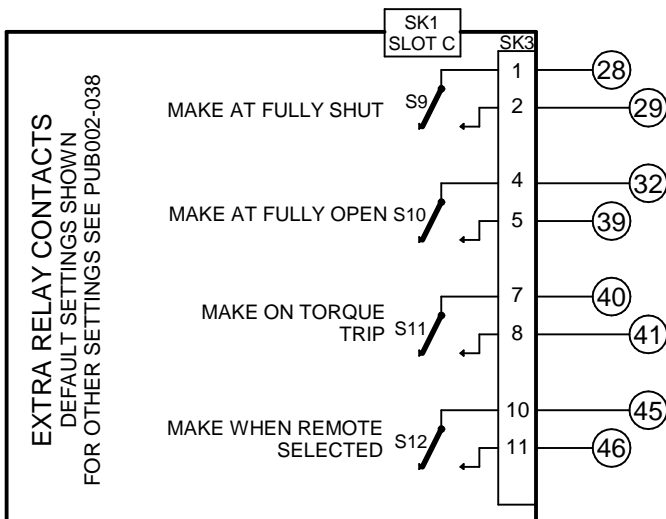 SK1
SLOT C
SK3
EXTRA RELAY CONTACTS
DEFAULT SETTINGS SHOWN
FOR OTHER SETTINGS SEE PUB002-038
MAKE AT FULLY SHUT
S9
1
28
2
29
MAKE AT FULLY OPEN
S10
4
32
5
39
MAKE ON TORQUE
TRIP
S11
7
40
8
41
MAKE WHEN REMOTE
SELECTED
S12
10
45
11
46